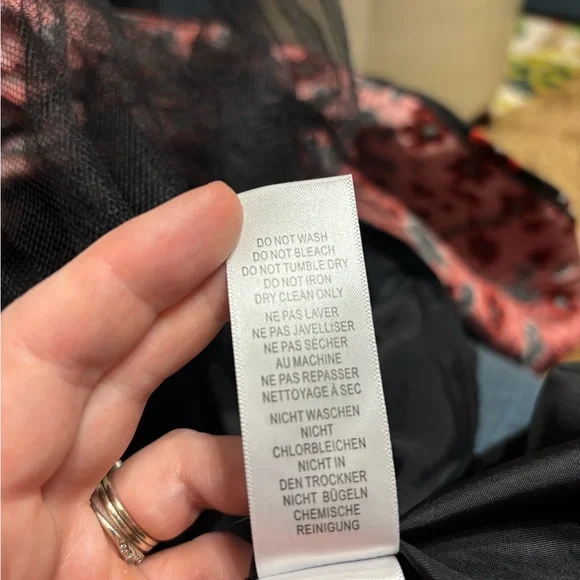 DO NOT WASH
DO NOT BLEACH
DO NOT TUMBLE DRY
DO NOT IRON
DRY CLEAN ONLY
NE PAS LAVER
NE PAS JAVELLISER
NE PAS SÉCHER
AU MACHINE
NE PAS REPASSER
NETTOYAGE À SEC
NICHT WASCHEN
NICHT
CHLORBLEICHEN
NICHT IN
DEN TROCKNER
NICHT BÜGELN
CHEMISCHE
REINIGUNG